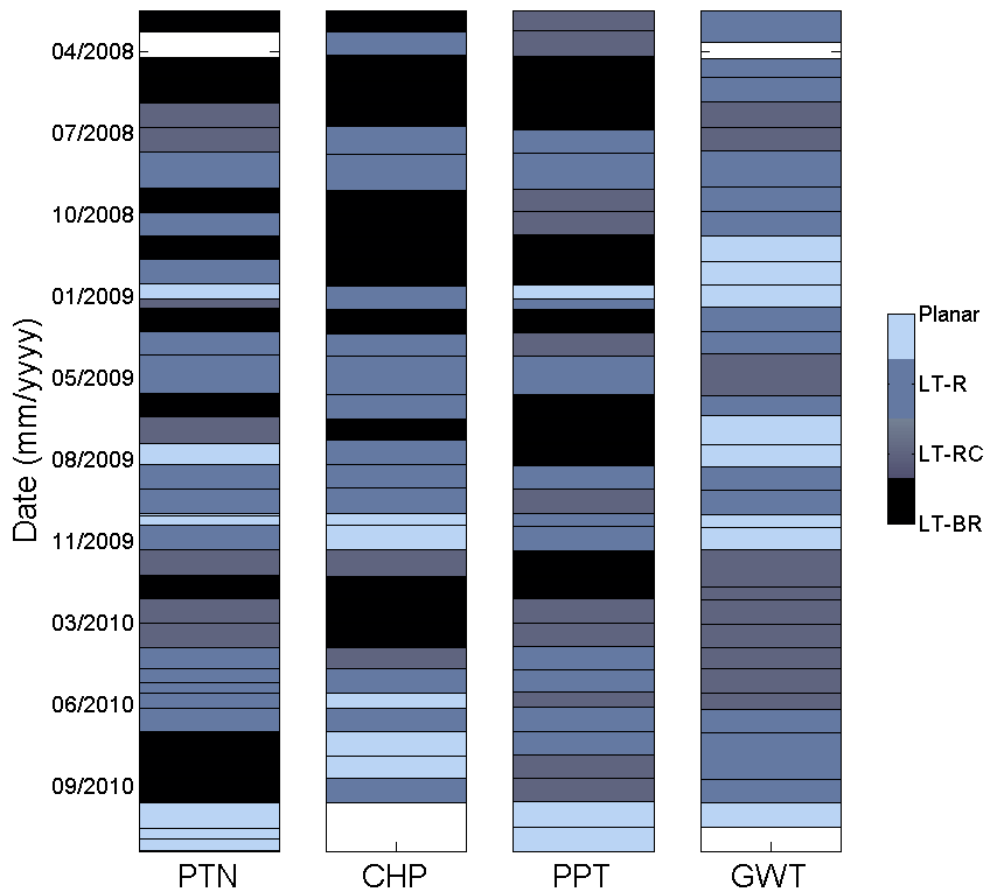 Date (mm/yyyy)
04/2008
07/2008
10/2008
01/2009
05/2009
08/2009
11/2009
03/2010
06/2010
09/2010
PTN
CHP
PPT
GWT
Planar
LT-R
LT-RC
LT-BR